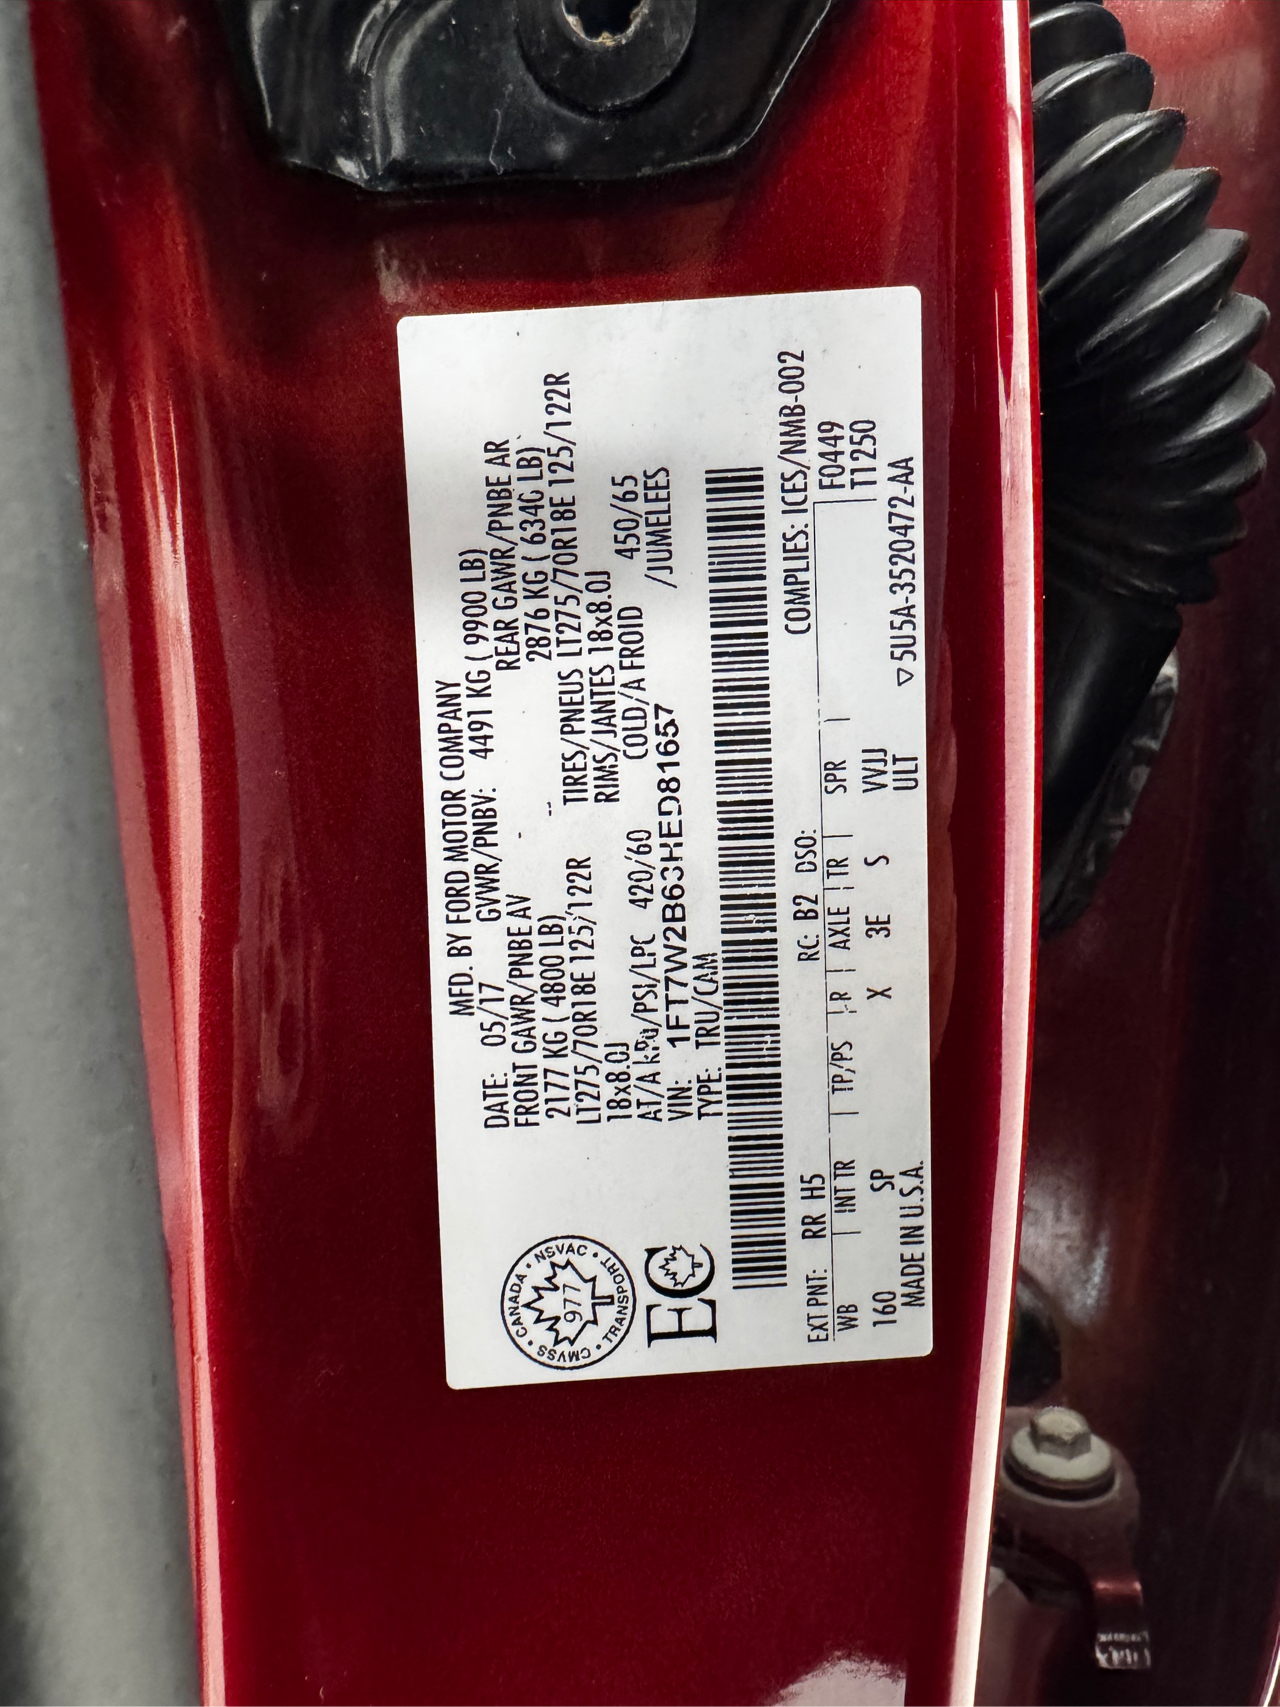 MFD. BY FORD MOTOR COMPANY
DATE: 05/17 GVWR/PNBV: 4491 KG ( 9900 LB)
FRONT GAWR/PNBE AV REAR GAWR/PNBE AR
2177 KG ( 4800 LB) 2876 KG ( 6340 LB)
LT275/70R18E 125/122R TIRES/PNEUS LT275/70R18E 125/122R
18x8.0J RIMS/JANTES 18x8.0J
AT/A kPa/PSI/LPC 420/60 COLD/A FROID 450/65
VIN: 1FT7W2B63HED81657 /JUMELEES
TYPE: TRU/CAM
CANADA • NSVAC • TRANSPORT • CMVSS •
977
EC
COMPLIES: ICES/NMB-002
EXT PNT: RR H5 RC: B2 DSO: F0449
WB INT TR TP/PS R AXLE TR SPR T1250
160 SP X 3E S VVJJ
MADE IN U.S.A. ULT ▽5U5A-3520472-AA